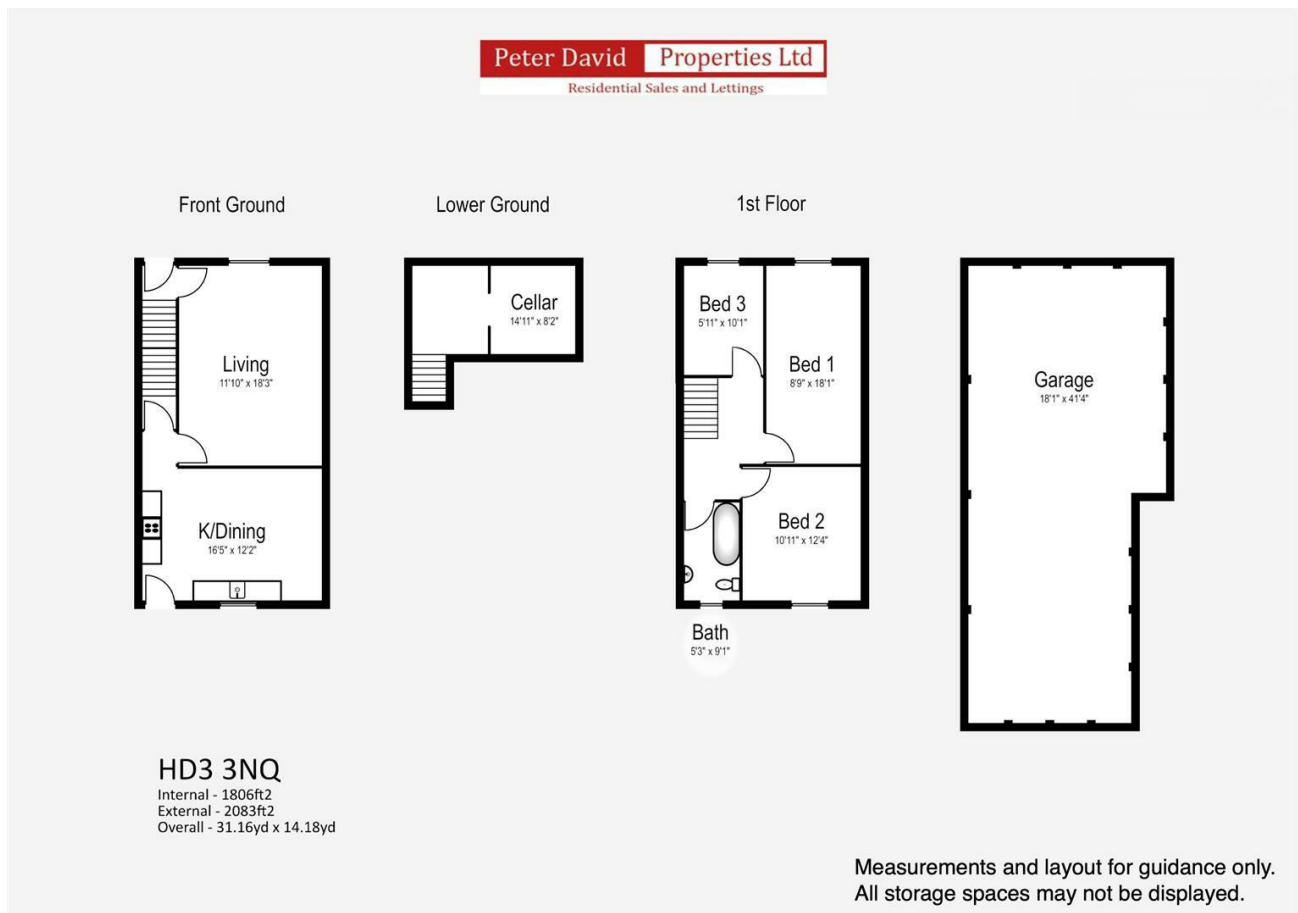 Peter David Properties Ltd
Residential Sales and Lettings
Front Ground
Lower Ground
1st Floor
Living
11'10" x 18'3"
K/Dining
16'5" x 12'2"
Cellar
14'11" x 8'2"
Bed 3
5'11" x 10'1"
Bed 1
8'9" x 18'1"
Bed 2
10'11" x 12'4"
Bath
5'3" x 9'1"
Garage
18'1" x 41'4"
HD3 3NQ
Internal - 1806ft2
External - 2083ft2
Overall - 31.16yd x 14.18yd
Measurements and layout for guidance only.
All storage spaces may not be displayed.